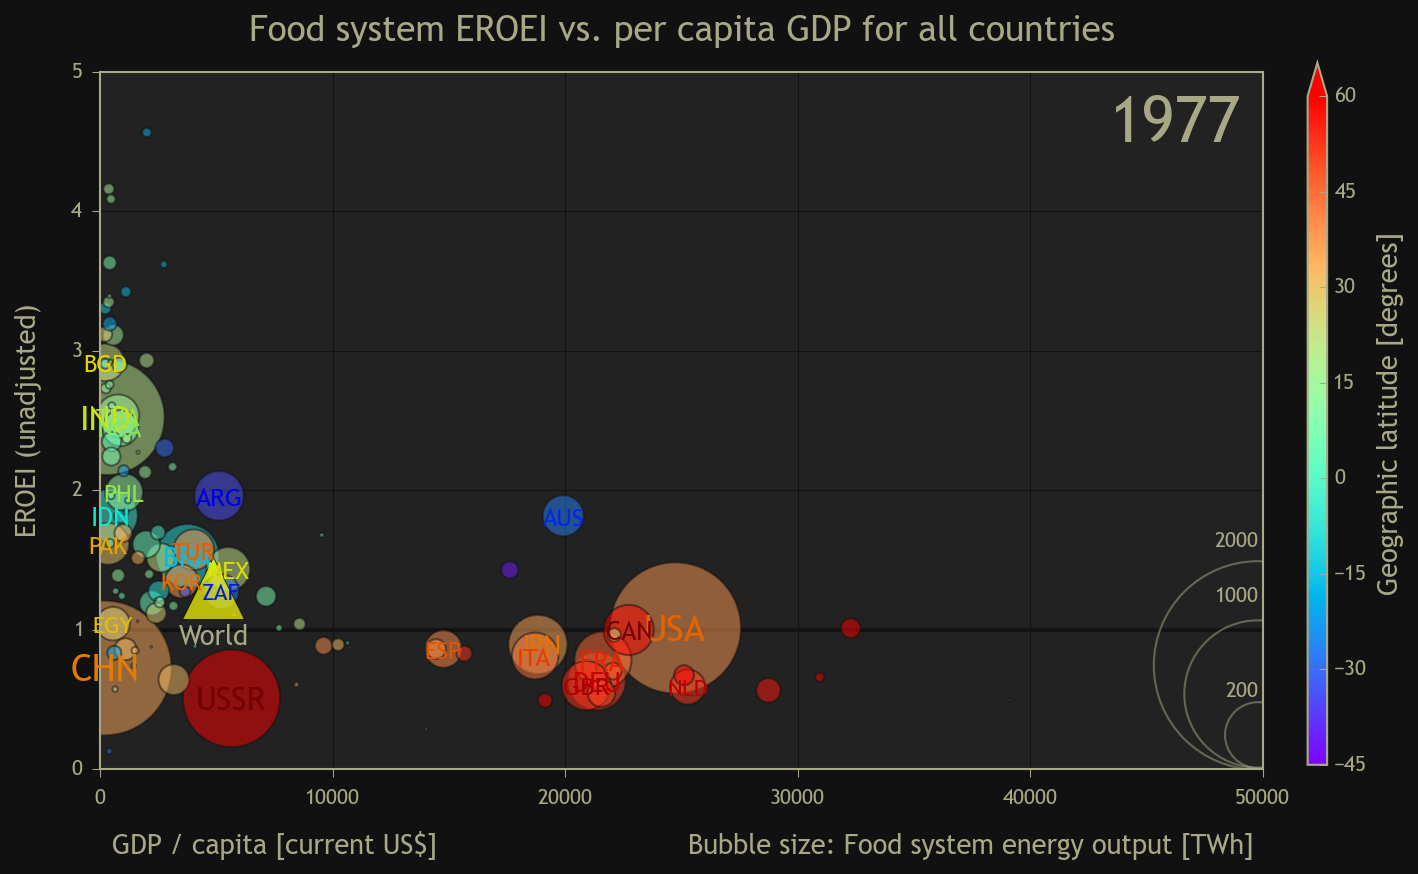 Food system EROEI vs. per capita GDP for all countries
1977
EROEI (unadjusted)
5
4
3
2
1
0
BGD
IND
PHL
IDN
PAK
ARG
AUS
TUR
BRA
MEX
KOR
ZAF
World
EGY
CHN
USSR
ESP
JPN
ITA
FRA
DEU
GBR
CAN
USA
NLD
2000
1000
200
0
10000
20000
30000
40000
50000
GDP / capita [current US$]
Bubble size: Food system energy output [TWh]
60
45
30
15
0
−15
−30
−45
Geographic latitude [degrees]